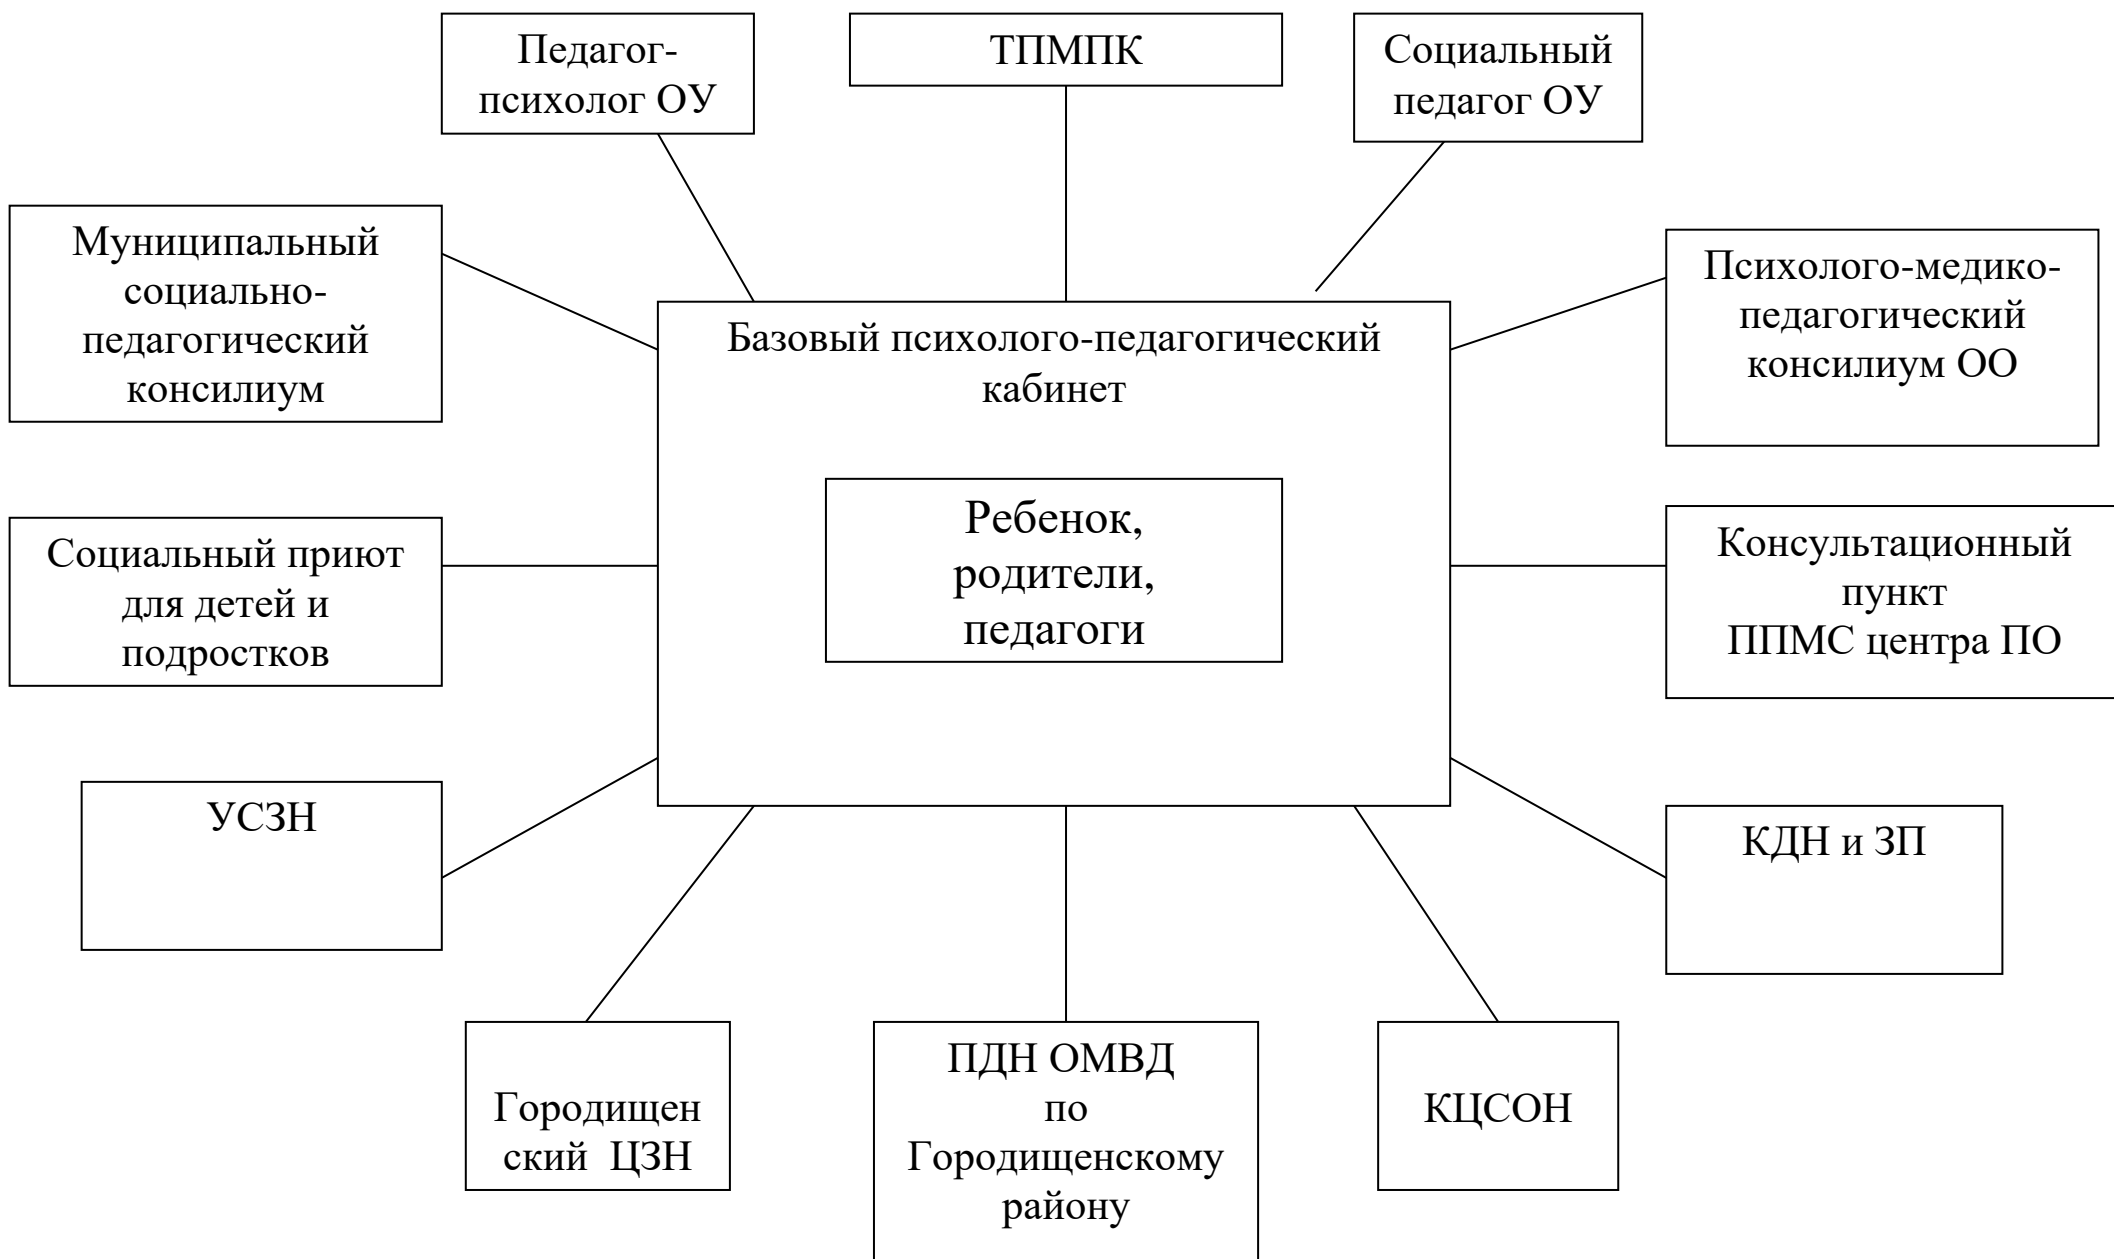 Педагог-
психолог ОУ
ТПМПК
Социальный
педагог ОУ
Муниципальный
социально-
педагогический
консилиум
Базовый психолого-педагогический
кабинет
Психолого-медико-
педагогический
консилиум ОО
Социальный приют
для детей и
подростков
Ребенок,
родители,
педагоги
Консультационный
пункт
ППМС центра ПО
УСЗН
КДН и ЗП
Городищен
ский ЦЗН
ПДН ОМВД
по
Городищенскому
району
КЦСОН